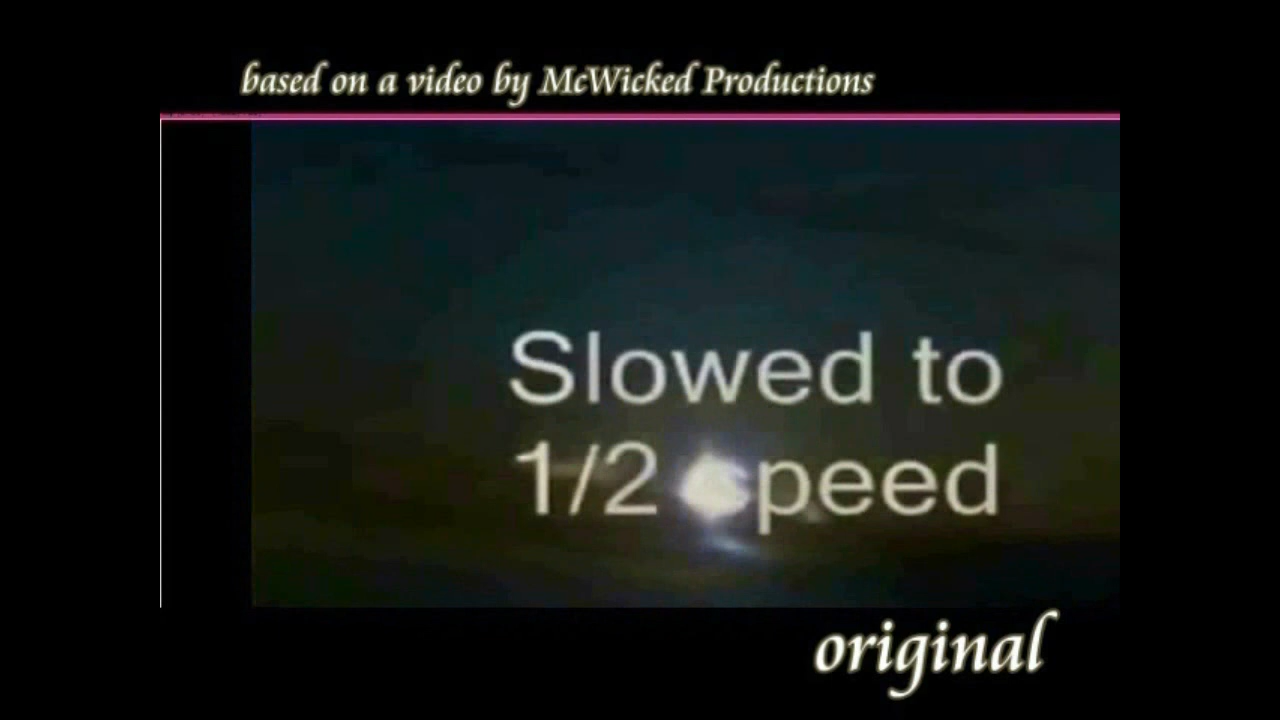 based on a video by McWicked Productions
Slowed to
1/2 speed
original